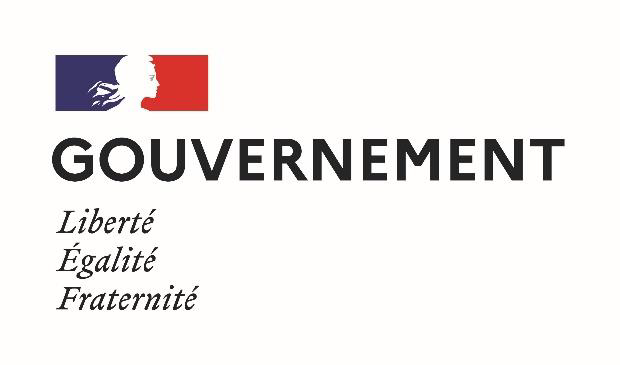 GOUVERNEMENT
Liberté
Égalité
Fraternité